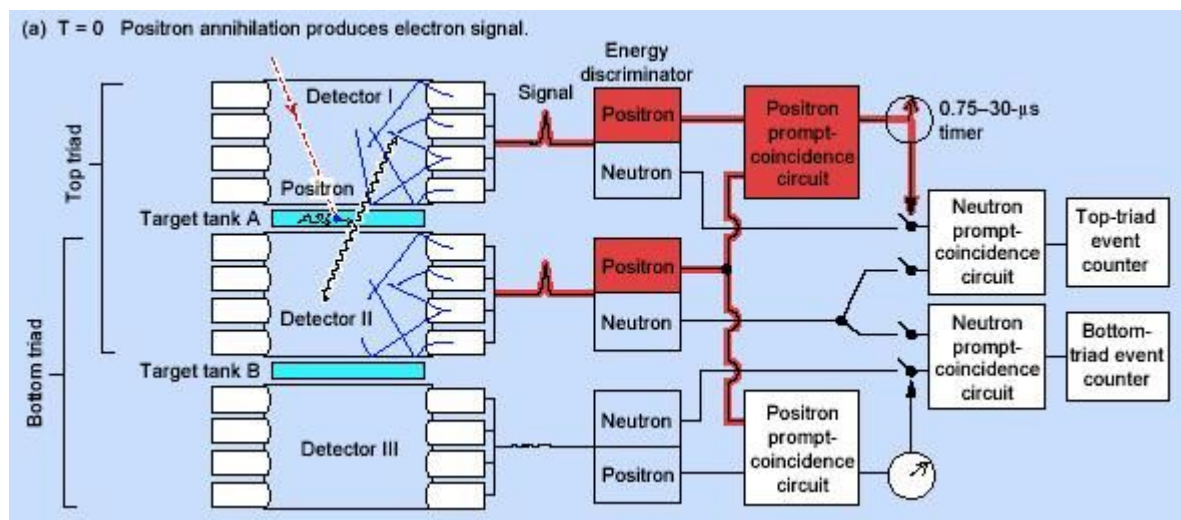 (a) T = 0 Positron annihilation produces electron signal.
Top triad
Bottom triad
Detector I
Positron
Target tank A
Detector II
Target tank B
Detector III
Signal
Energy
discriminator
Positron
Neutron
Positron
Neutron
Neutron
Positron
Positron
prompt-
coincidence
circuit
Positron
prompt-
coincidence
circuit
0.75–30-μs
timer
Neutron
prompt-
coincidence
circuit
Top-triad
event
counter
Neutron
prompt-
coincidence
circuit
Bottom-
triad event
counter